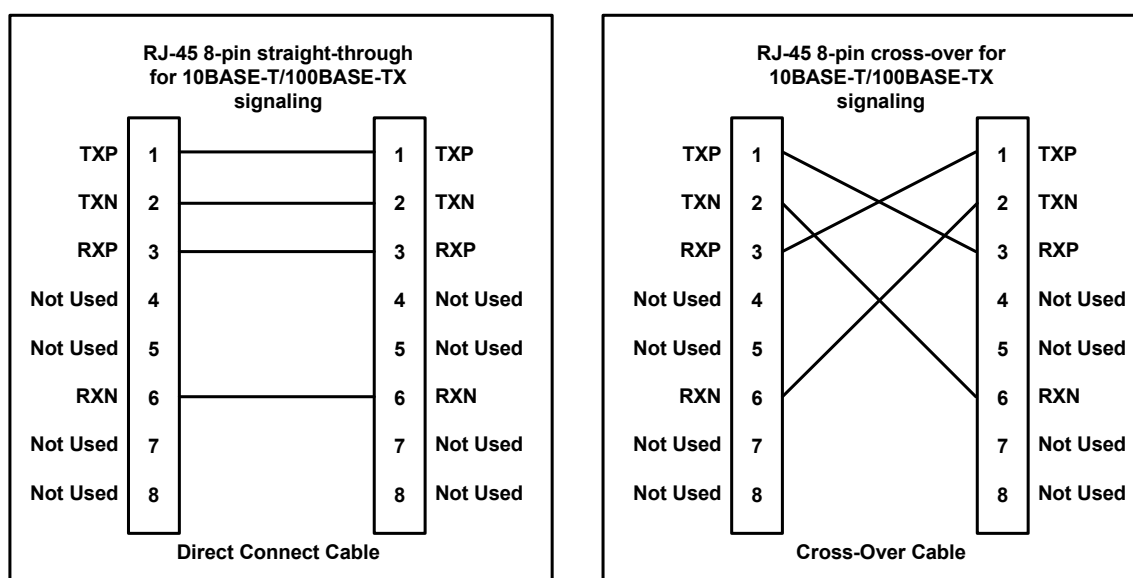 RJ-45 8-pin straight-through
for 10BASE-T/100BASE-TX
signaling
TXP 1 1 TXP
TXN 2 2 TXN
RXP 3 3 RXP
Not Used 4 4 Not Used
Not Used 5 5 Not Used
RXN 6 6 RXN
Not Used 7 7 Not Used
Not Used 8 8 Not Used
Direct Connect Cable
RJ-45 8-pin cross-over for
10BASE-T/100BASE-TX
signaling
TXP 1 1 TXP
TXN 2 2 TXN
RXP 3 3 RXP
Not Used 4 4 Not Used
Not Used 5 5 Not Used
RXN 6 6 RXN
Not Used 7 7 Not Used
Not Used 8 8 Not Used
Cross-Over Cable